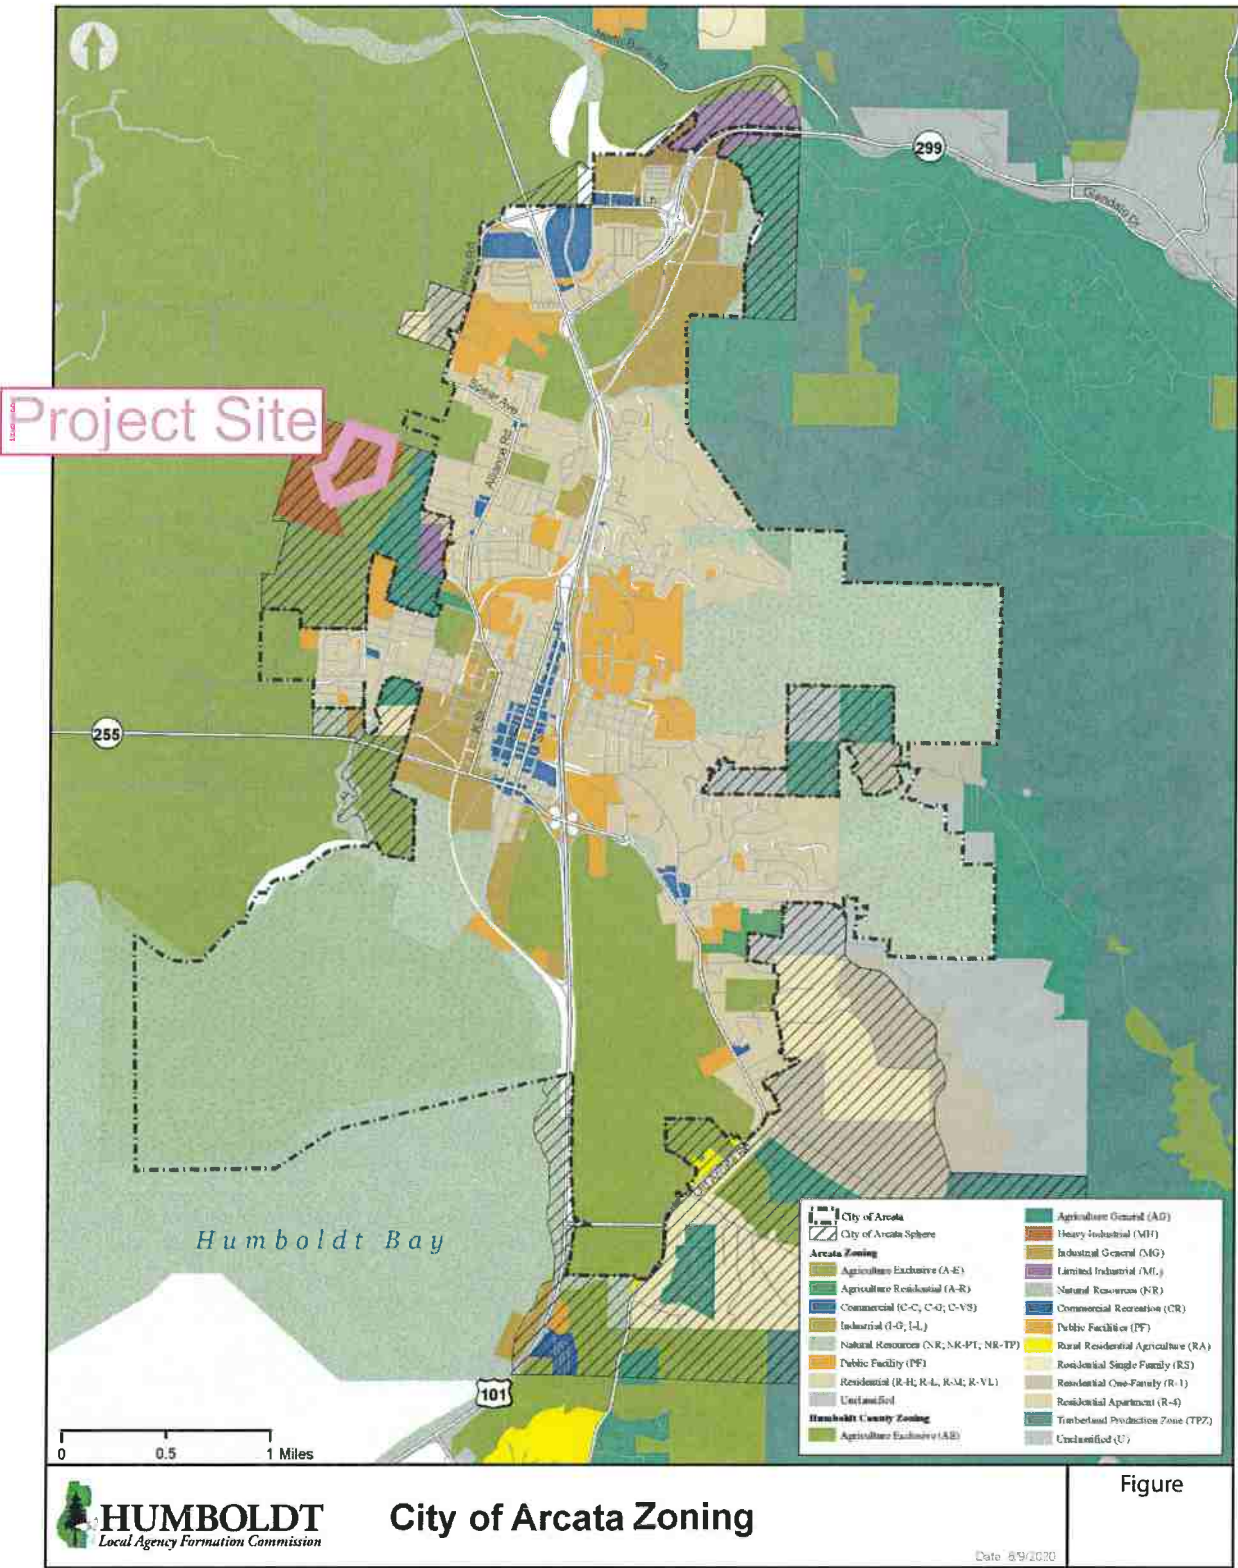 299
Glendale Dr
Project Site
Spear Ave
Alliance Rd
K St
255
Humboldt Bay
101
0 0.5 1 Miles
City of Arcata
City of Arcata Sphere
Arcata Zoning
Agriculture Exclusive (A-E)
Agriculture Residential (A-R)
Commercial (C-C; C-G; C-VS)
Industrial (I-G; I-L)
Natural Resources (NR; NR-PT; NR-TP)
Public Facility (PF)
Residential (R-H; R-L, R-M; R-VL)
Unclassified
Humboldt County Zoning
Agriculture Exclusive (AE)
Agriculture General (AG)
Heavy Industrial (MH)
Industrial General (MG)
Limited Industrial (ML)
Natural Resources (NR)
Commercial Recreation (CR)
Public Facilities (PF)
Rural Residential Agriculture (RA)
Residential Single Family (RS)
Residential One-Family (R-1)
Residential Apartment (R-4)
Timberland Production Zone (TPZ)
Unclassified (U)
HUMBOLDT
Local Agency Formation Commission
City of Arcata Zoning
Figure
Date: 8/9/2020